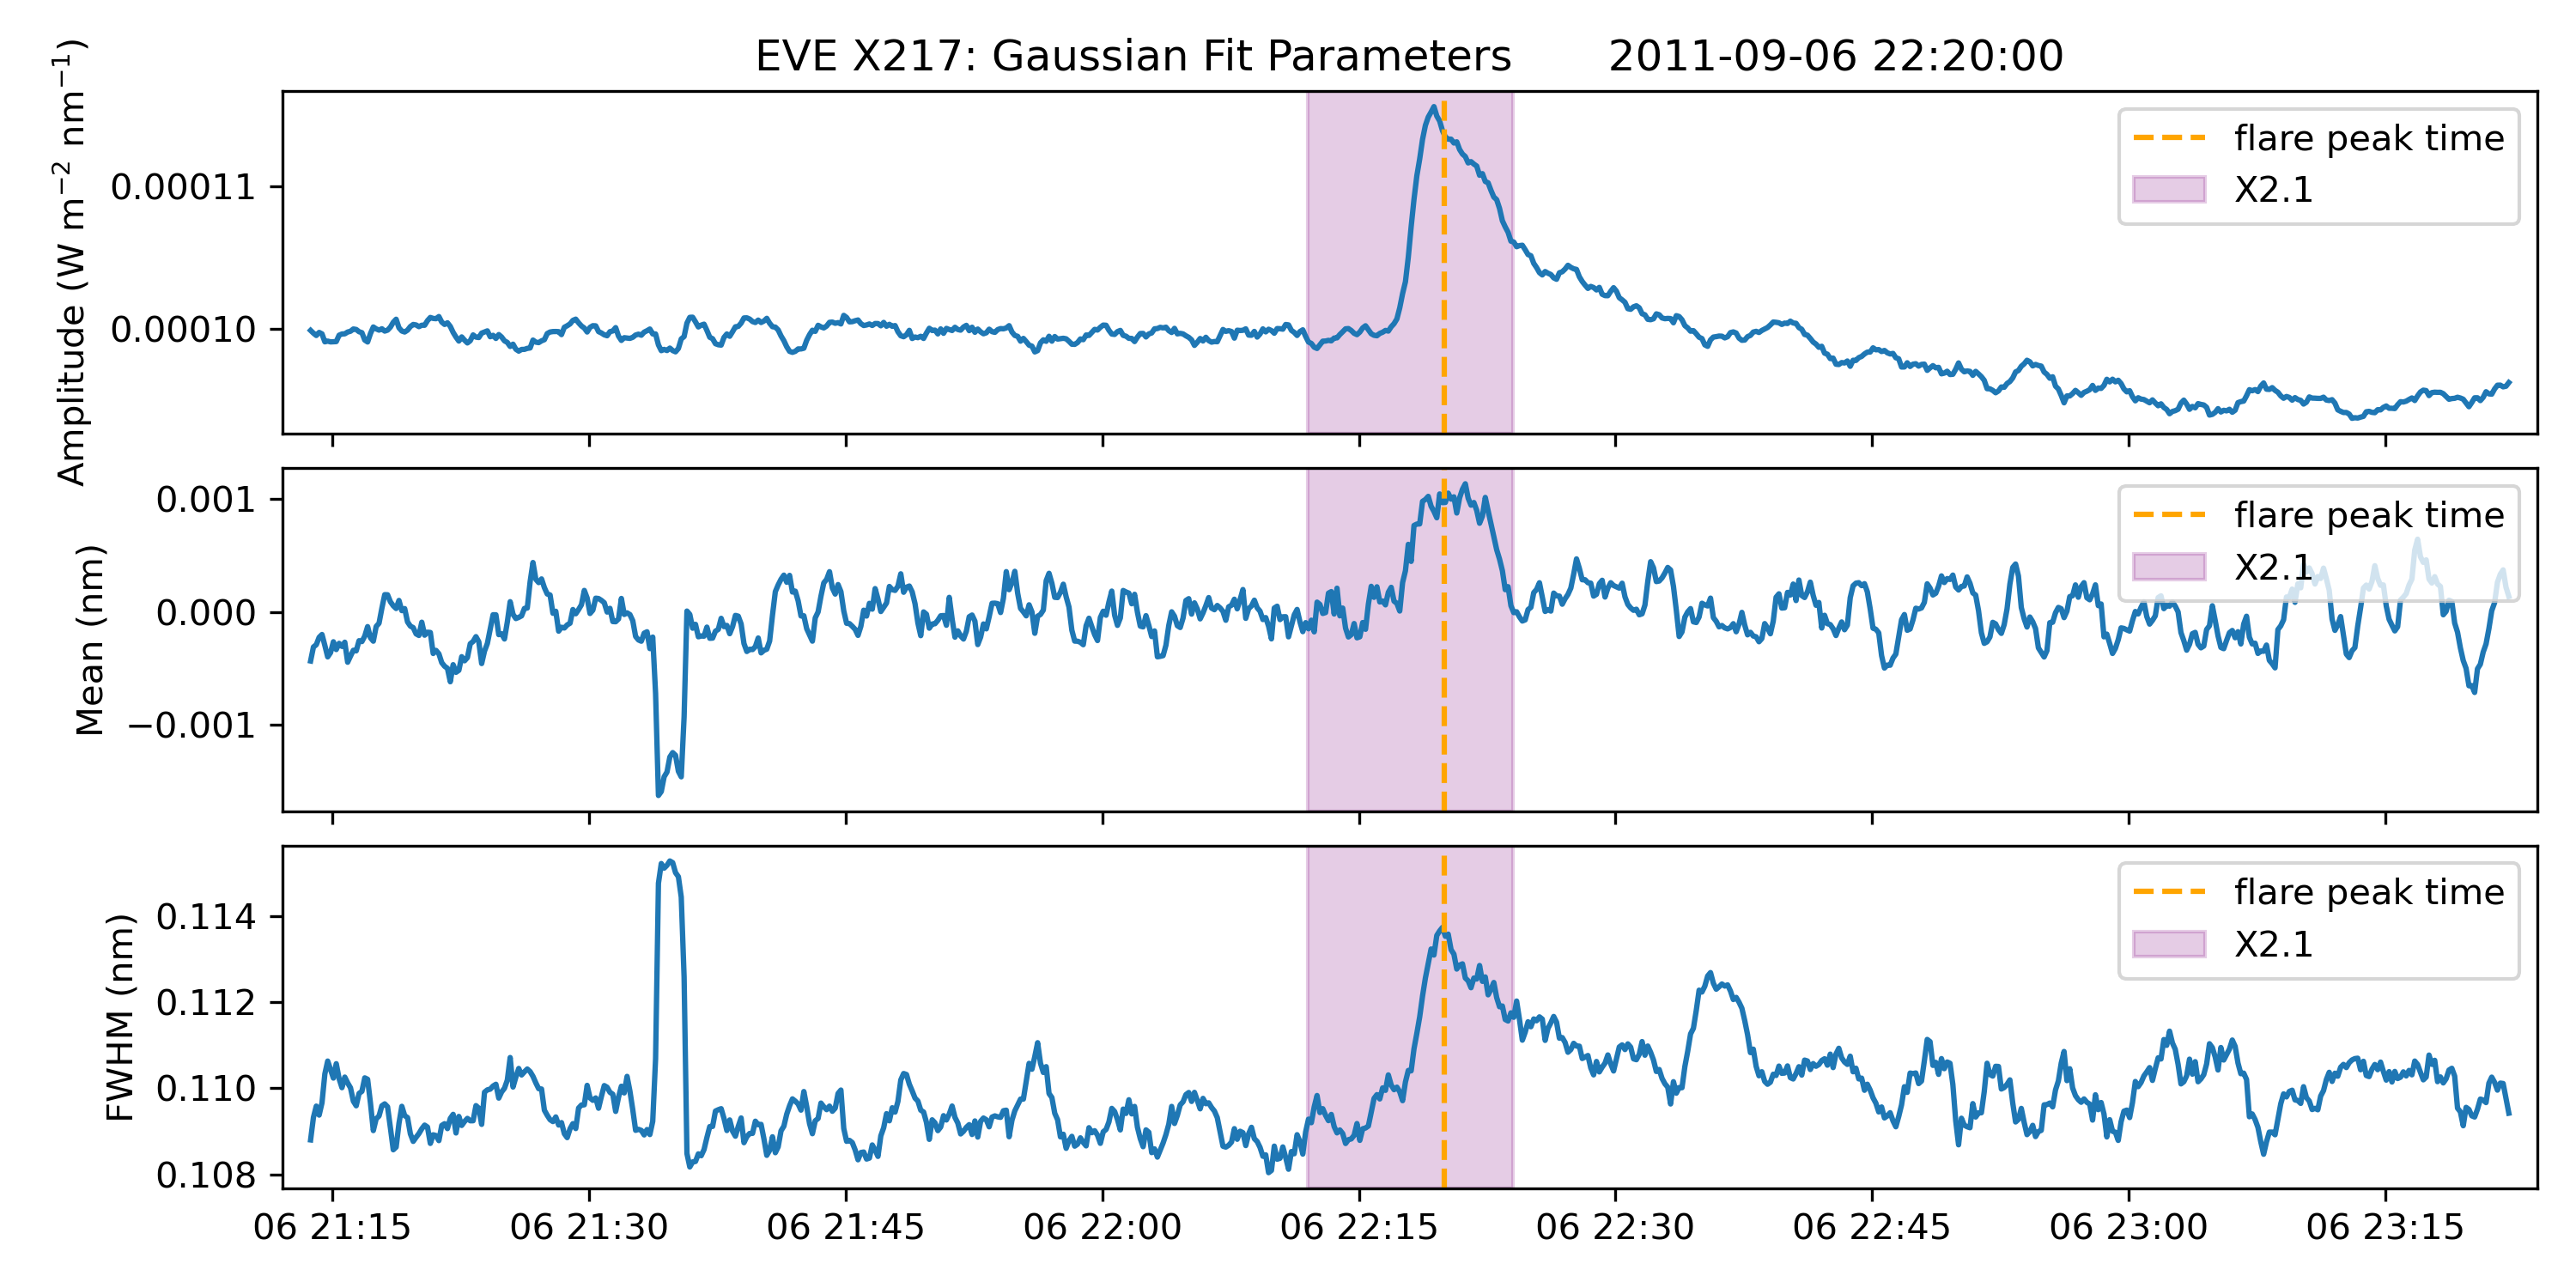 EVE X217: Gaussian Fit Parameters 2011-09-06 22:20:00
Amplitude (W m⁻² nm⁻¹)
0.00011
0.00010
flare peak time
X2.1
Mean (nm)
0.001
0.000
−0.001
flare peak time
X2.1
FWHM (nm)
0.114
0.112
0.110
0.108
flare peak time
X2.1
06 21:15 06 21:30 06 21:45 06 22:00 06 22:15 06 22:30 06 22:45 06 23:00 06 23:15